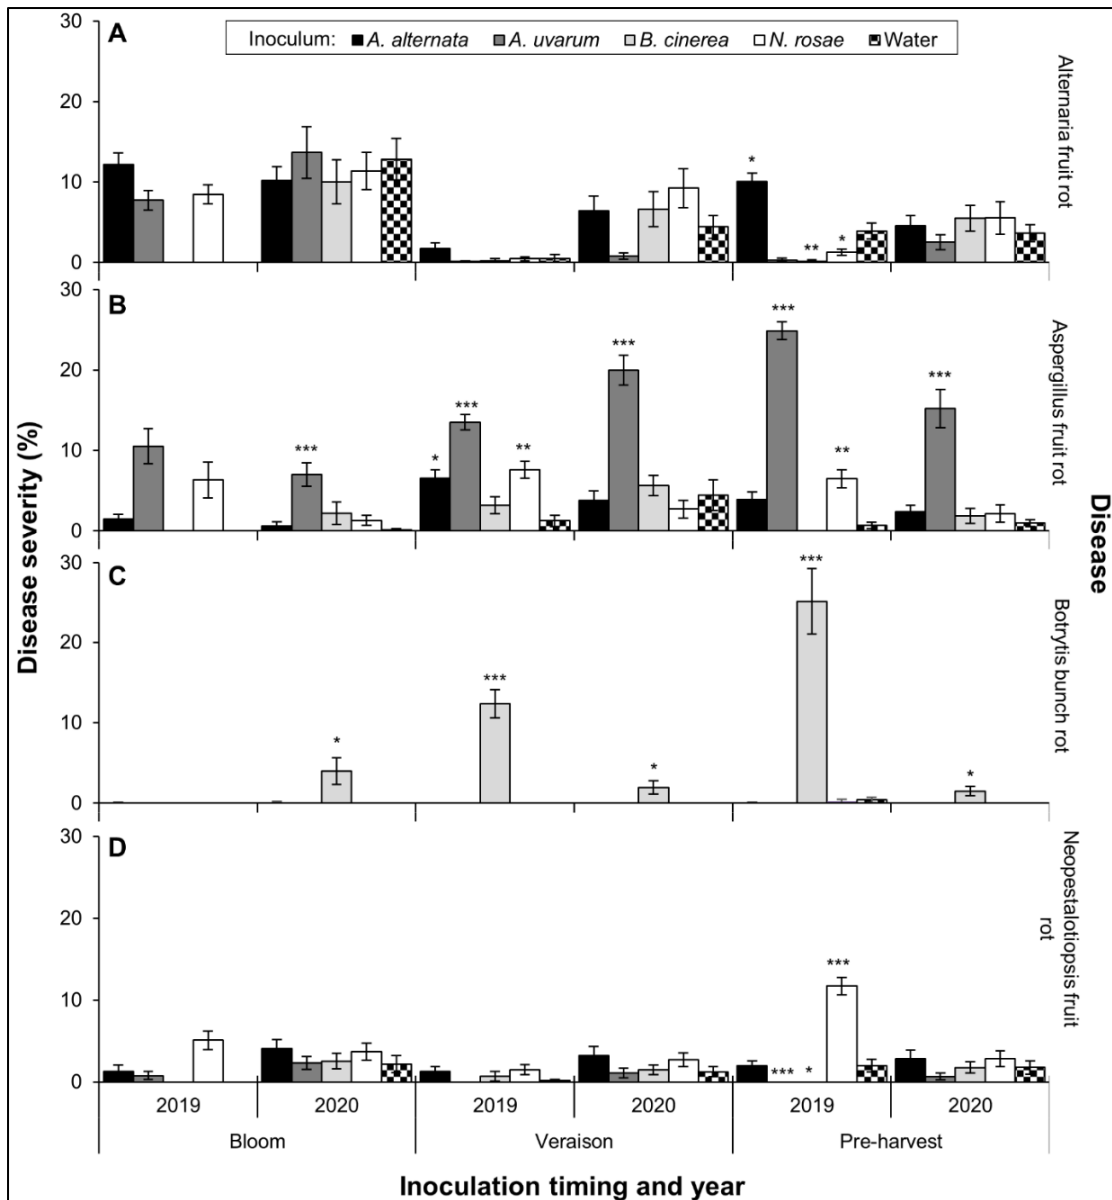 30
A
Inoculum: A. alternata A. uvarum B. cinerea N. rosae Water
20
10
0
*
**
*
Alternaria fruit rot
30
B
20
10
0
***
*
***
**
***
***
**
***
Aspergillus fruit rot
30
C
20
10
0
*
***
*
***
*
Botrytis bunch rot
30
D
20
10
0
***
*
***
Neopestalotiopsis fruit
rot
Disease severity (%)
Disease
2019 2020 2019 2020 2019 2020
Bloom Veraison Pre-harvest
Inoculation timing and year